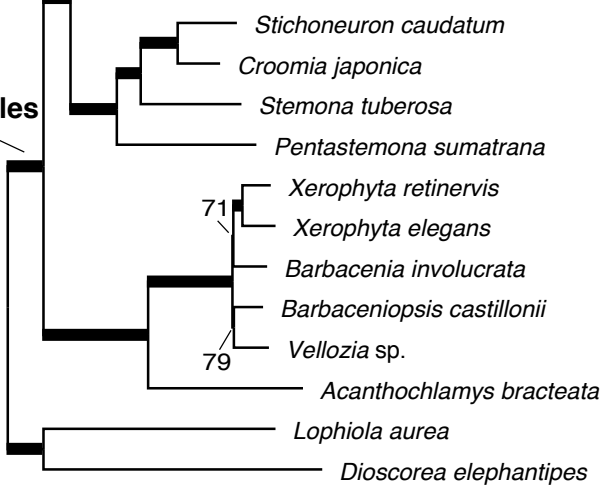 Stichoneuron caudatum
Croomia japonica
les
Stemona tuberosa
Pentastemona sumatrana
Xerophyta retinervis
71
Xerophyta elegans
Barbacenia involucrata
Barbaceniopsis castillonii
Vellozia sp.
79
Acanthochlamys bracteata
Lophiola aurea
Dioscorea elephantipes